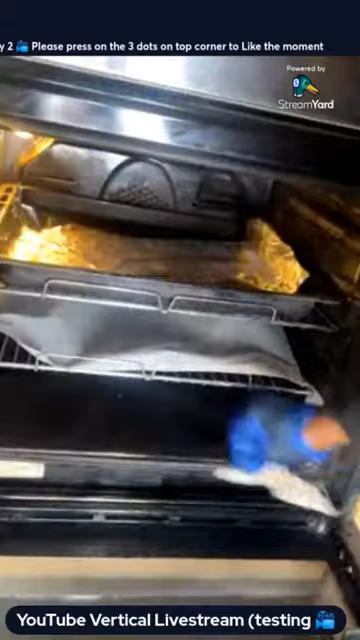 y 2 🎥 Please press on the 3 dots on top corner to Like the moment
Powered by
StreamYard
YouTube Vertical Livestream (testing 🎥